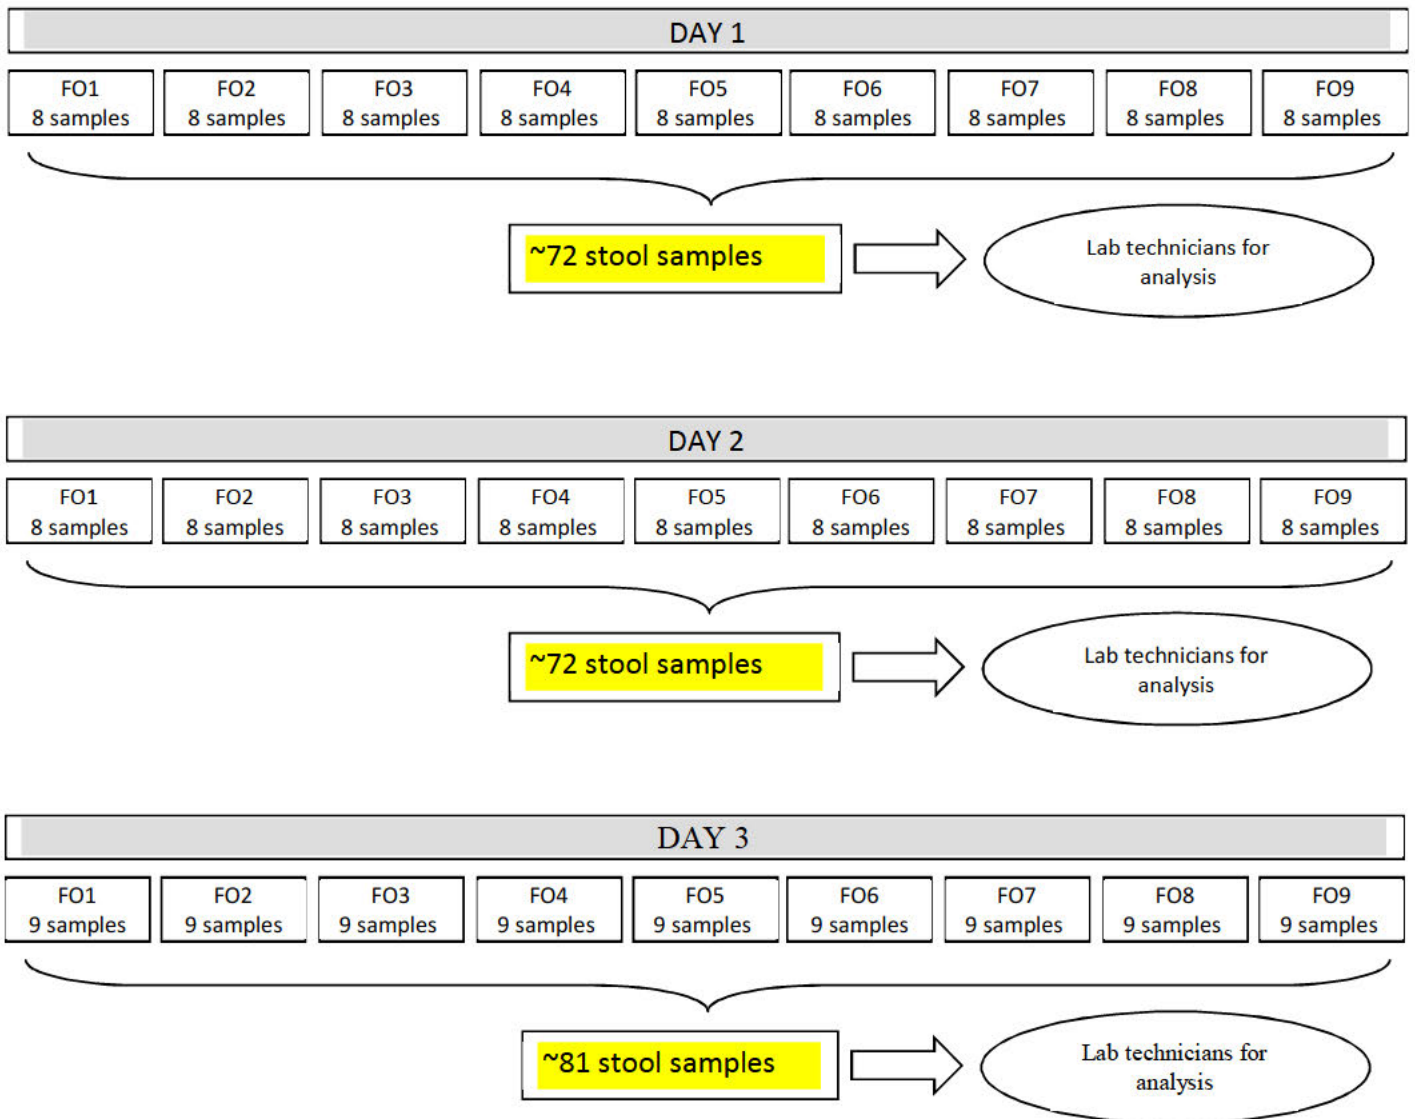 DAY 1
FO1
8 samples
FO2
8 samples
FO3
8 samples
FO4
8 samples
FO5
8 samples
FO6
8 samples
FO7
8 samples
FO8
8 samples
FO9
8 samples
~72 stool samples
Lab technicians for
analysis
DAY 2
FO1
8 samples
FO2
8 samples
FO3
8 samples
FO4
8 samples
FO5
8 samples
FO6
8 samples
FO7
8 samples
FO8
8 samples
FO9
8 samples
~72 stool samples
Lab technicians for
analysis
DAY 3
FO1
9 samples
FO2
9 samples
FO3
9 samples
FO4
9 samples
FO5
9 samples
FO6
9 samples
FO7
9 samples
FO8
9 samples
FO9
9 samples
~81 stool samples
Lab technicians for
analysis